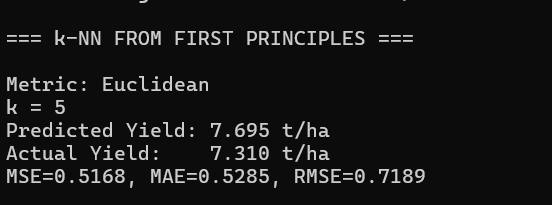 === k-NN FROM FIRST PRINCIPLES ===
Metric: Euclidean
k = 5
Predicted Yield: 7.695 t/ha
Actual Yield:    7.310 t/ha
MSE=0.5168, MAE=0.5285, RMSE=0.7189